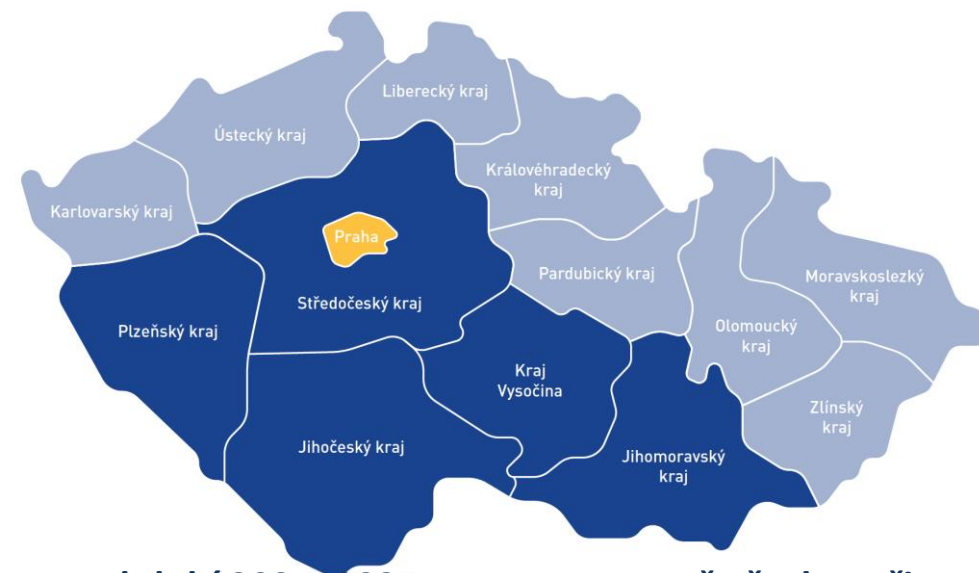 Liberecký kraj
Ústecký kraj
Královéhradecký
kraj
Karlovarský kraj
Praha
Pardubický kraj
Moravskoslezký
kraj
Středočeský kraj
Plzeňský kraj
Olomoucký
kraj
Kraj
Vysočina
Zlínský
kraj
Jihočeský kraj
Jihomoravský
kraj